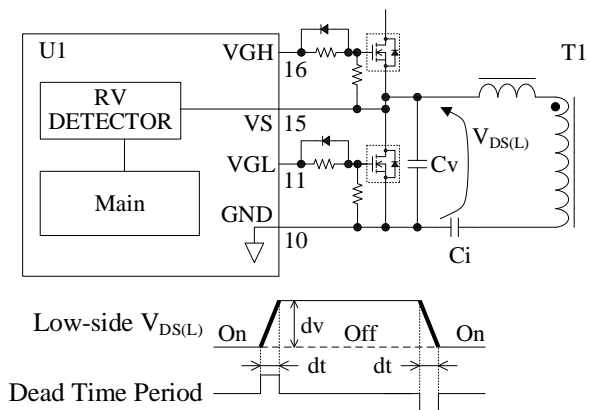 U1
VGH
16
T1
RV
DETECTOR
VS
15
VDS(L)
VGL
11
Cv
Main
GND
10
Ci
Low-side VDS(L)
On
dv
Off
On
dt
dt
Dead Time Period